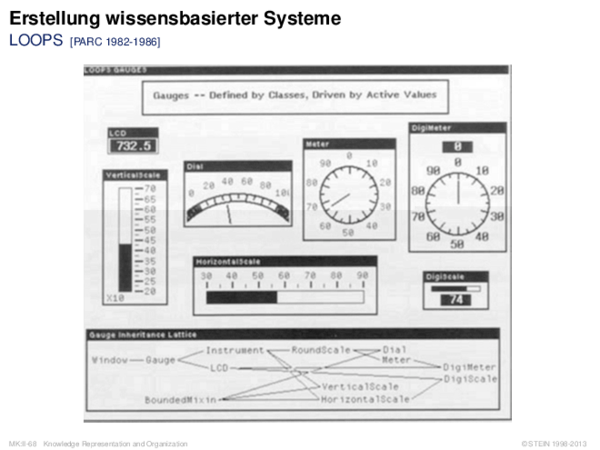 Erstellung wissensbasierter Systeme
LOOPS [PARC 1982-1986]
LOOPS GAUGES
Gauges -- Defined by Classes, Driven by Active Values
LCD
732.5
VerticalScale
70
65
60
55
50
45
40
35
30
25
20
X10
Dial
0 20 40 60 80
Meter
0 10 20 30 40 50 60 70 80 90
DigiMeter
0
0 10 20 30 40 50 60 70 80 90
HorizontalScale
30 40 50 60 70 80 90
DigiScale
74
Gauge Inheritance Lattice
Window Gauge Instrument RoundScale Dial
Meter
LCD DigiMeter
DigiScale
VerticalScale
BoundedMixin HorizontalScale
MK:II-68 Knowledge Representation and Organization © STEIN 1998-2013